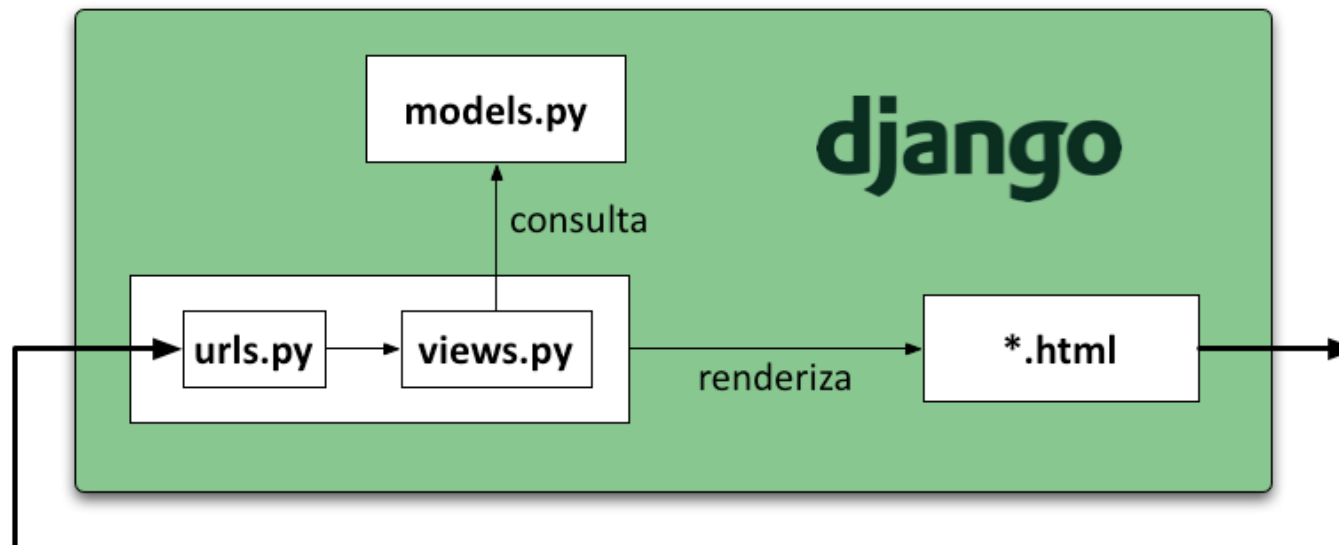 models.py
django
consulta
urls.py
views.py
*.html
renderiza